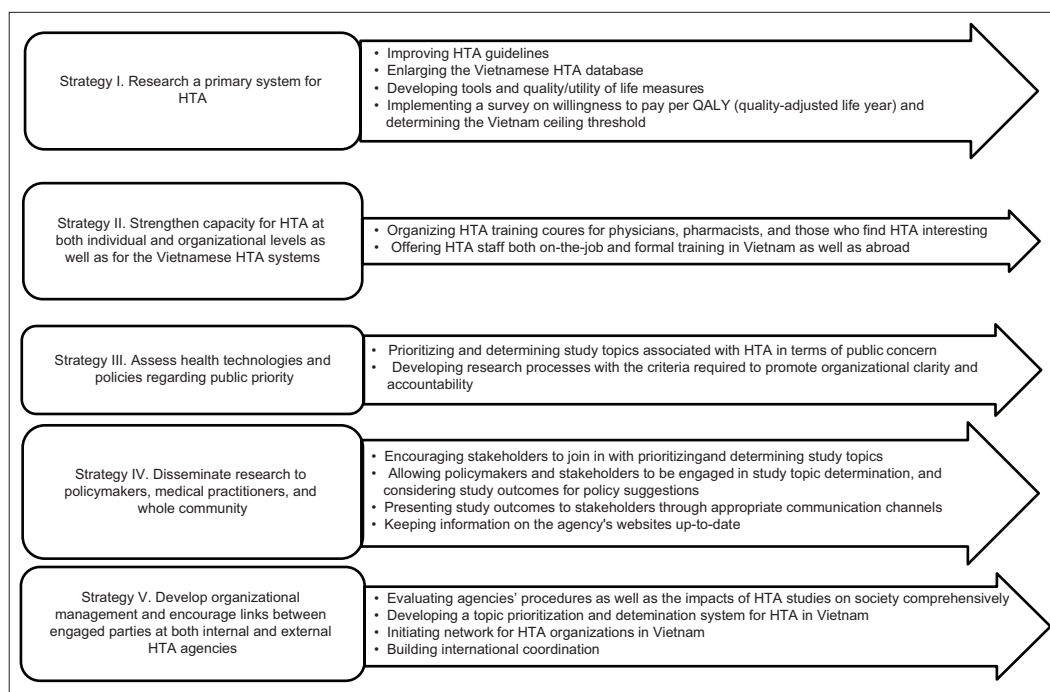 Strategy I. Research a primary system for
HTA
• Improving HTA guidelines
• Enlarging the Vietnamese HTA database
• Developing tools and quality/utility of life measures
• Implementing a survey on willingness to pay per QALY (quality-adjusted life year) and
determining the Vietnam ceiling threshold
Strategy II. Strengthen capacity for HTA at
both individual and organizational levels as
well as for the Vietnamese HTA systems
• Organizing HTA training coures for physicians, pharmacists, and those who find HTA interesting
• Offering HTA staff both on-the-job and formal training in Vietnam as well as abroad
Strategy III. Assess health technologies and
policies regarding public priority
• Prioritizing and determining study topics associated with HTA in terms of public concern
• Developing research processes with the criteria required to promote organizational clarity and
accountability
Strategy IV. Disseminate research to
policymakers, medical practitioners, and
whole community
• Encouraging stakeholders to join in with prioritizingand determining study topics
• Allowing policymakers and stakeholders to be engaged in study topic determination, and
considering study outcomes for policy suggestions
• Presenting study outcomes to stakeholders through appropriate communication channels
• Keeping information on the agency's websites up-to-date
Strategy V. Develop organizational
management and encourage links between
engaged parties at both internal and external
HTA agencies
• Evaluating agencies' procedures as well as the impacts of HTA studies on society comprehensively
• Developing a topic prioritization and detemination system for HTA in Vietnam
• Initiating network for HTA organizations in Vietnam
• Building international coordination